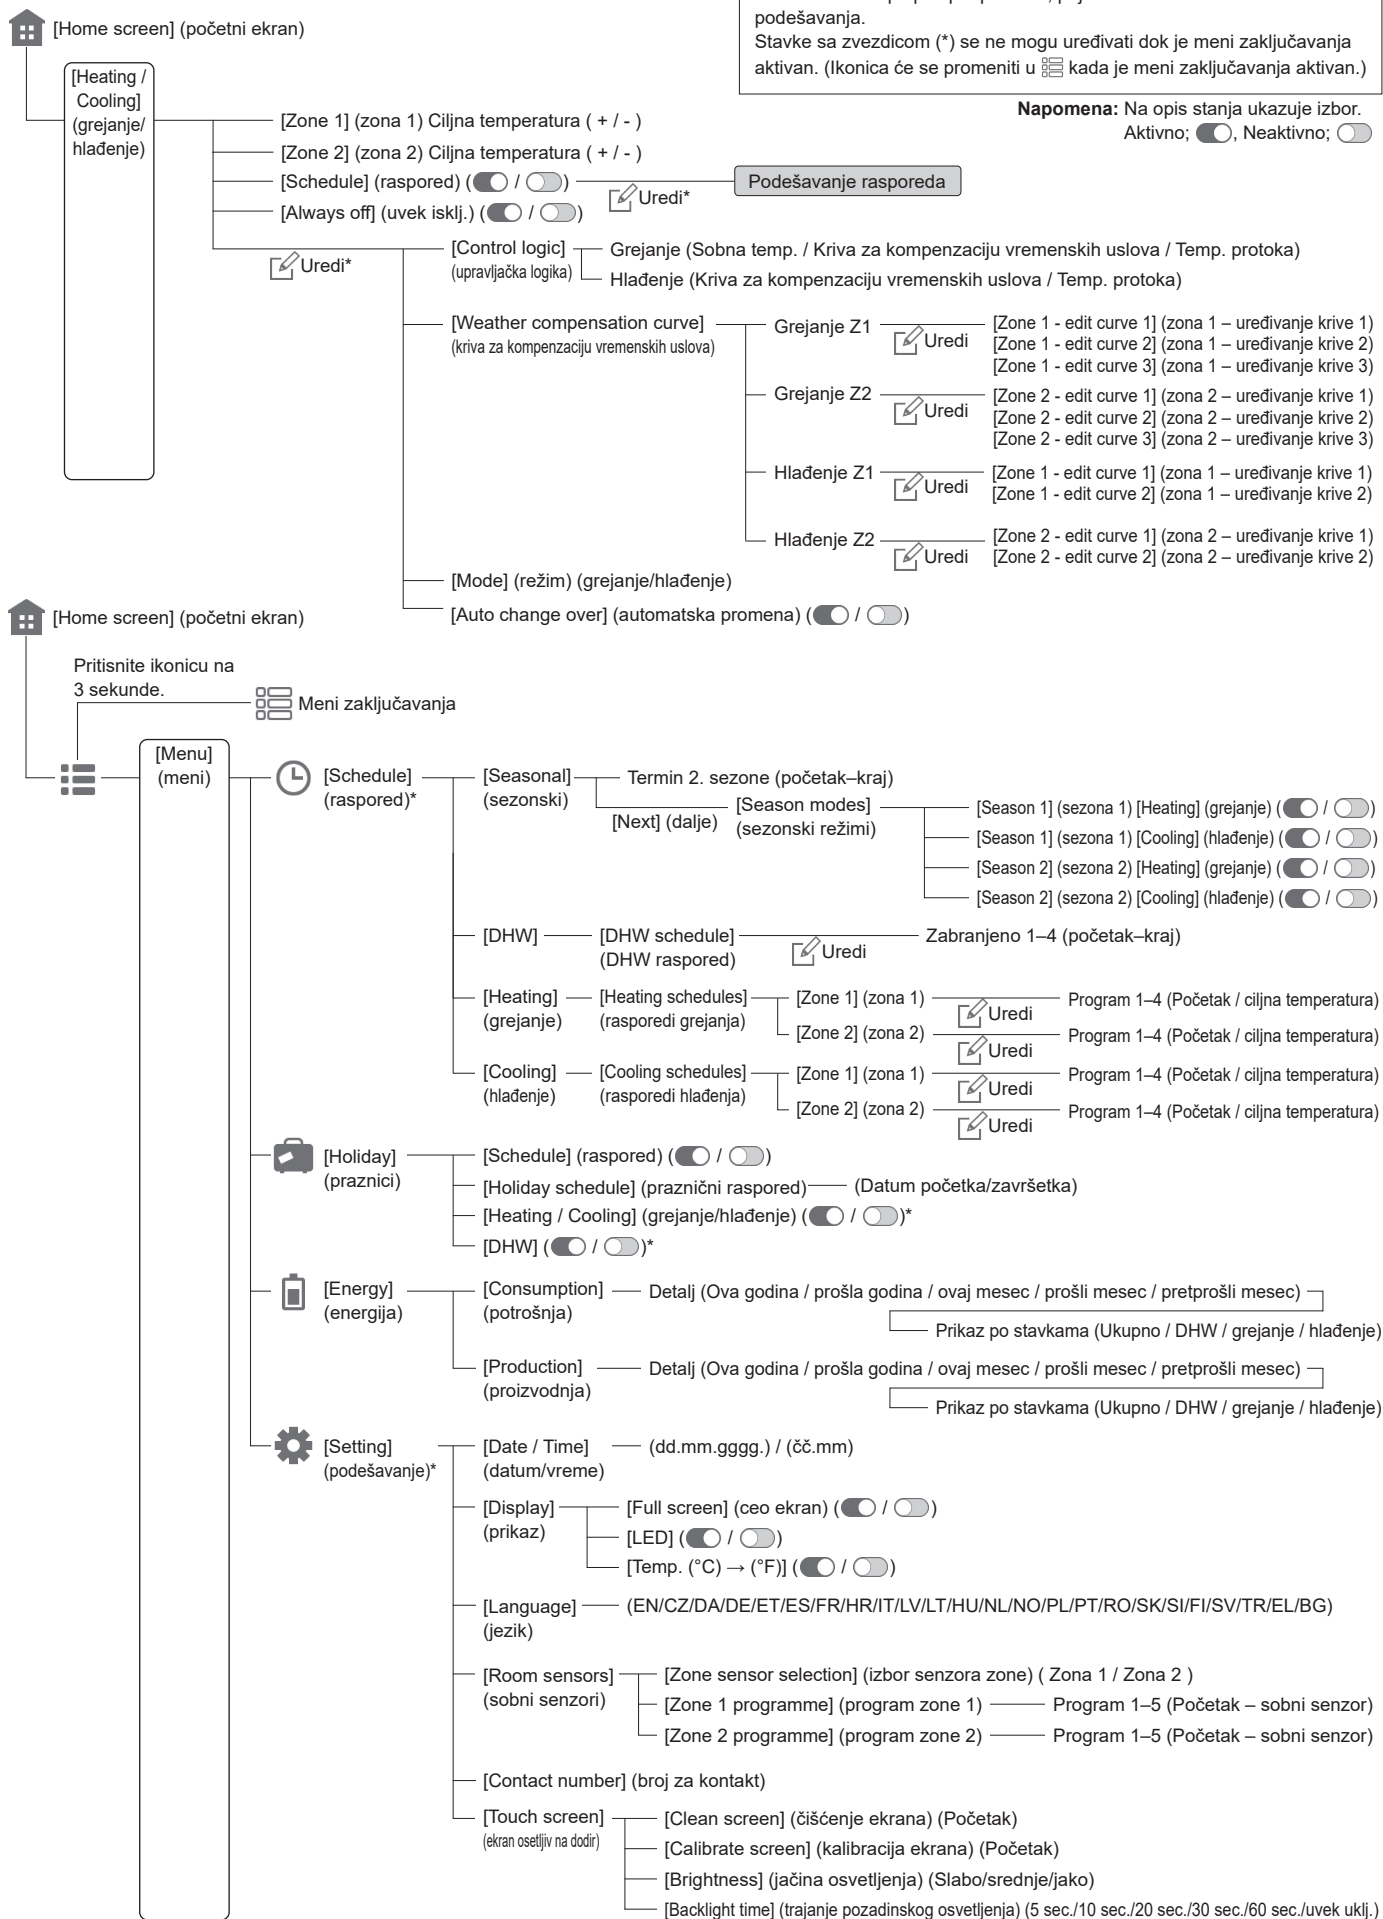 podešavanja.
Stavke sa zvezdicom (*) se ne mogu uređivati dok je meni zaključavanja
aktivan. (Ikonica će se promeniti u kada je meni zaključavanja aktivan.)
[Home screen] (početni ekran)
Napomena: Na opis stanja ukazuje izbor.
Aktivno; , Neaktivno;
[Heating /
Cooling]
(grejanje/
hlađenje)
[Zone 1] (zona 1) Ciljna temperatura ( + / - )
[Zone 2] (zona 2) Ciljna temperatura ( + / - )
[Schedule] (raspored) ( / )
Uredi*
Podešavanje rasporeda
[Always off] (uvek isklj.) ( / )
Uredi*
[Control logic]
(upravljačka logika)
Grejanje (Sobna temp. / Kriva za kompenzaciju vremenskih uslova / Temp. protoka)
Hlađenje (Kriva za kompenzaciju vremenskih uslova / Temp. protoka)
[Weather compensation curve]
(kriva za kompenzaciju vremenskih uslova)
Grejanje Z1
Uredi
[Zone 1 - edit curve 1] (zona 1 – uređivanje krive 1)
[Zone 1 - edit curve 2] (zona 1 – uređivanje krive 2)
[Zone 1 - edit curve 3] (zona 1 – uređivanje krive 3)
Grejanje Z2
Uredi
[Zone 2 - edit curve 1] (zona 2 – uređivanje krive 1)
[Zone 2 - edit curve 2] (zona 2 – uređivanje krive 2)
[Zone 2 - edit curve 3] (zona 2 – uređivanje krive 3)
Hlađenje Z1
Uredi
[Zone 1 - edit curve 1] (zona 1 – uređivanje krive 1)
[Zone 1 - edit curve 2] (zona 1 – uređivanje krive 2)
Hlađenje Z2
Uredi
[Zone 2 - edit curve 1] (zona 2 – uređivanje krive 1)
[Zone 2 - edit curve 2] (zona 2 – uređivanje krive 2)
[Mode] (režim) (grejanje/hlađenje)
[Auto change over] (automatska promena) ( / )
[Home screen] (početni ekran)
Pritisnite ikonicu na
3 sekunde.
Meni zaključavanja
[Menu]
(meni)
[Schedule]
(raspored)*
[Seasonal]
(sezonski)
Termin 2. sezone (početak–kraj)
[Next] (dalje)
[Season modes]
(sezonski režimi)
[Season 1] (sezona 1) [Heating] (grejanje) ( / )
[Season 1] (sezona 1) [Cooling] (hlađenje) ( / )
[Season 2] (sezona 2) [Heating] (grejanje) ( / )
[Season 2] (sezona 2) [Cooling] (hlađenje) ( / )
[DHW]
[DHW schedule]
(DHW raspored)
Uredi
Zabranjeno 1–4 (početak–kraj)
[Heating]
(grejanje)
[Heating schedules]
(rasporedi grejanja)
[Zone 1] (zona 1)
Uredi
Program 1–4 (Početak / ciljna temperatura)
[Zone 2] (zona 2)
Uredi
Program 1–4 (Početak / ciljna temperatura)
[Cooling]
(hlađenje)
[Cooling schedules]
(rasporedi hlađenja)
[Zone 1] (zona 1)
Uredi
Program 1–4 (Početak / ciljna temperatura)
[Zone 2] (zona 2)
Uredi
Program 1–4 (Početak / ciljna temperatura)
[Holiday]
(praznici)
[Schedule] (raspored) ( / )
[Holiday schedule] (praznični raspored)
(Datum početka/završetka)
[Heating / Cooling] (grejanje/hlađenje) ( / )*
[DHW] ( / )*
[Energy]
(energija)
[Consumption]
(potrošnja)
Detalj (Ova godina / prošla godina / ovaj mesec / prošli mesec / pretprošli mesec)
Prikaz po stavkama (Ukupno / DHW / grejanje / hlađenje)
[Production]
(proizvodnja)
Detalj (Ova godina / prošla godina / ovaj mesec / prošli mesec / pretprošli mesec)
Prikaz po stavkama (Ukupno / DHW / grejanje / hlađenje)
[Setting]
(podešavanje)*
[Date / Time]
(datum/vreme)
(dd.mm.gggg.) / (čč.mm)
[Display]
(prikaz)
[Full screen] (ceo ekran) ( / )
[LED] ( / )
[Temp. (°C) → (°F)] ( / )
[Language]
(jezik)
(EN/CZ/DA/DE/ET/ES/FR/HR/IT/LV/LT/HU/NL/NO/PL/PT/RO/SK/SI/FI/SV/TR/EL/BG)
[Room sensors]
(sobni senzori)
[Zone sensor selection] (izbor senzora zone) ( Zona 1 / Zona 2 )
[Zone 1 programme] (program zone 1)
Program 1–5 (Početak – sobni senzor)
[Zone 2 programme] (program zone 2)
Program 1–5 (Početak – sobni senzor)
[Contact number] (broj za kontakt)
[Touch screen]
(ekran osetljiv na dodir)
[Clean screen] (čišćenje ekrana) (Početak)
[Calibrate screen] (kalibracija ekrana) (Početak)
[Brightness] (jačina osvetljenja) (Slabo/srednje/jako)
[Backlight time] (trajanje pozadinskog osvetljenja) (5 sec./10 sec./20 sec./30 sec./60 sec./uvek uklj.)